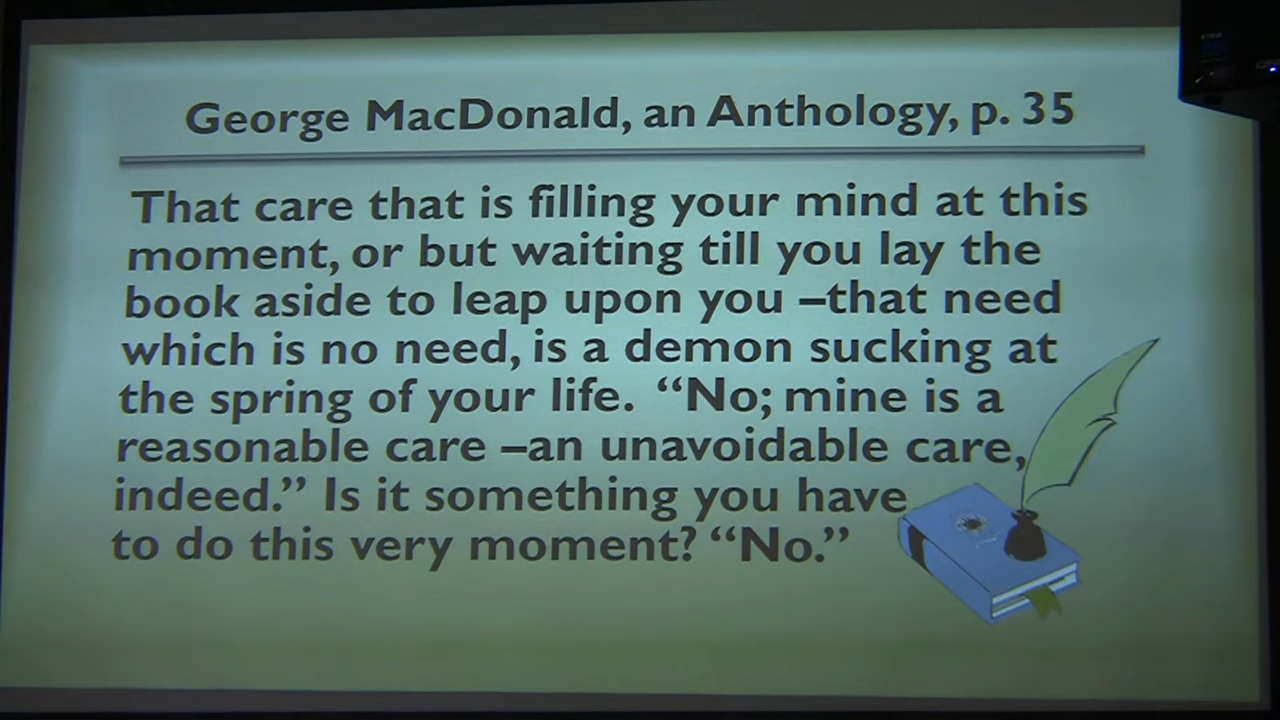 George MacDonald, an Anthology, p. 35
That care that is filling your mind at this
moment, or but waiting till you lay the
book aside to leap upon you –that need
which is no need, is a demon sucking at
the spring of your life.  “No; mine is a
reasonable care –an unavoidable care,
indeed.” Is it something you have
to do this very moment? “No.”